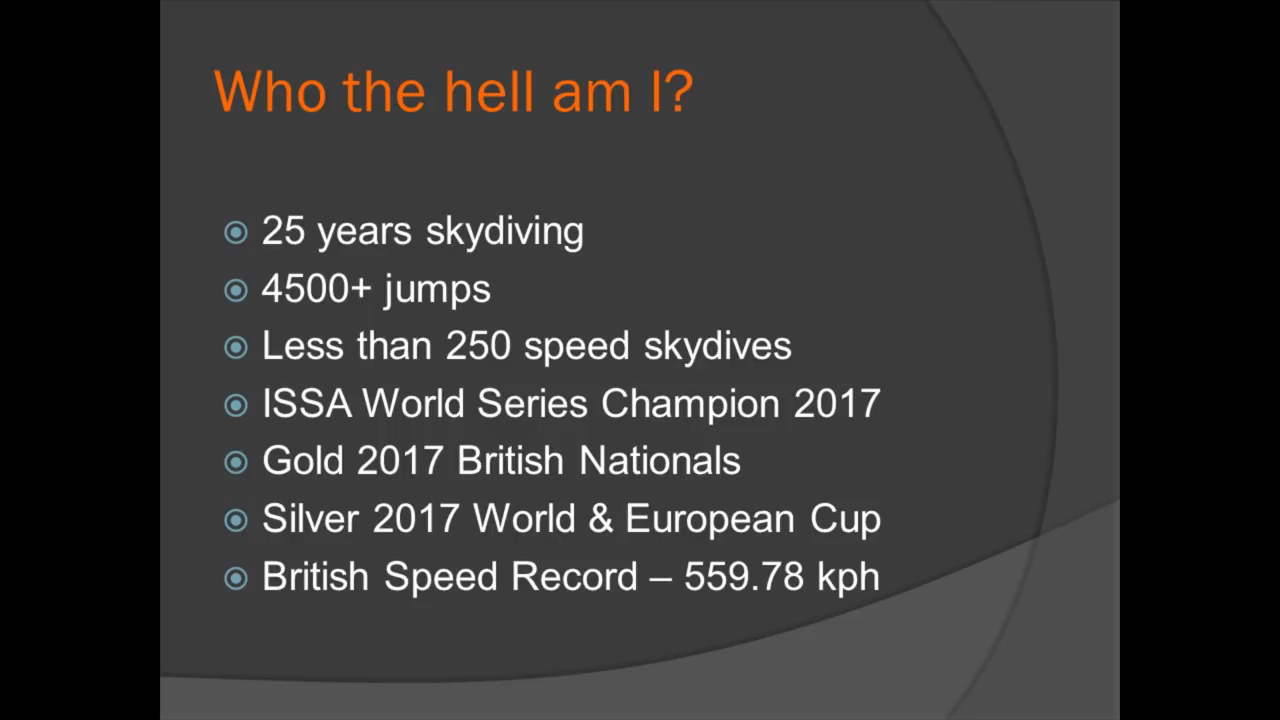 Who the hell am I?
25 years skydiving
4500+ jumps
Less than 250 speed skydives
ISSA World Series Champion 2017
Gold 2017 British Nationals
Silver 2017 World & European Cup
British Speed Record – 559.78 kph